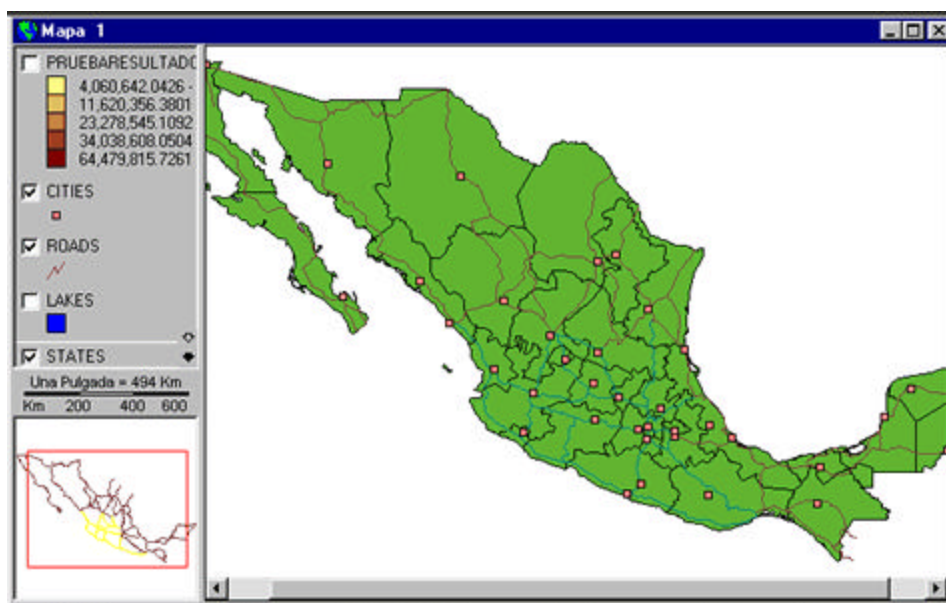 Mapa 1
PRUEBARESULTADO
4,060,642.0426 -
11,620,356.3801
23,278,545.1092
34,038,608.0504
64,479,815.7261
CITIES
ROADS
LAKES
STATES
Una Pulgada = 494 Km
Km 200 400 600